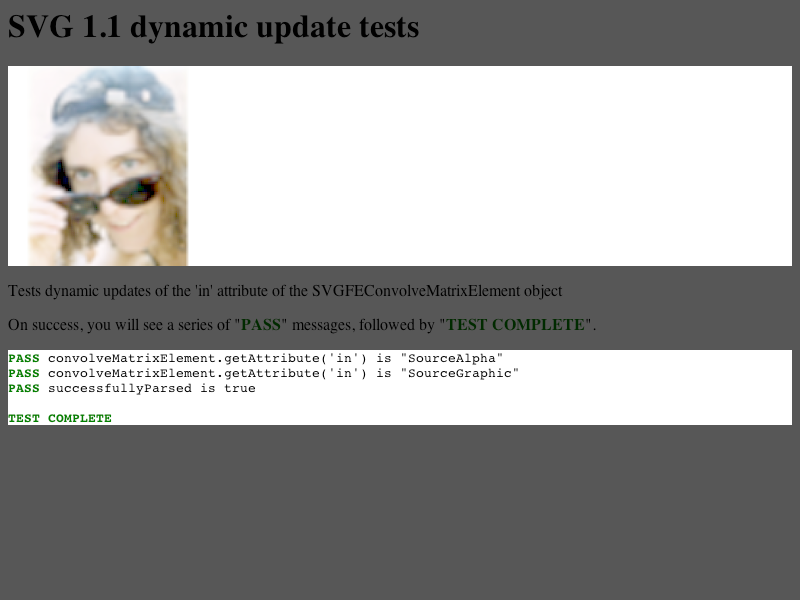 SVG 1.1 dynamic update tests
Tests dynamic updates of the 'in' attribute of the SVGFEConvolveMatrixElement object
On success, you will see a series of "PASS" messages, followed by "TEST COMPLETE".
PASS convolveMatrixElement.getAttribute('in') is "SourceAlpha"
PASS convolveMatrixElement.getAttribute('in') is "SourceGraphic"
PASS successfullyParsed is true
TEST COMPLETE